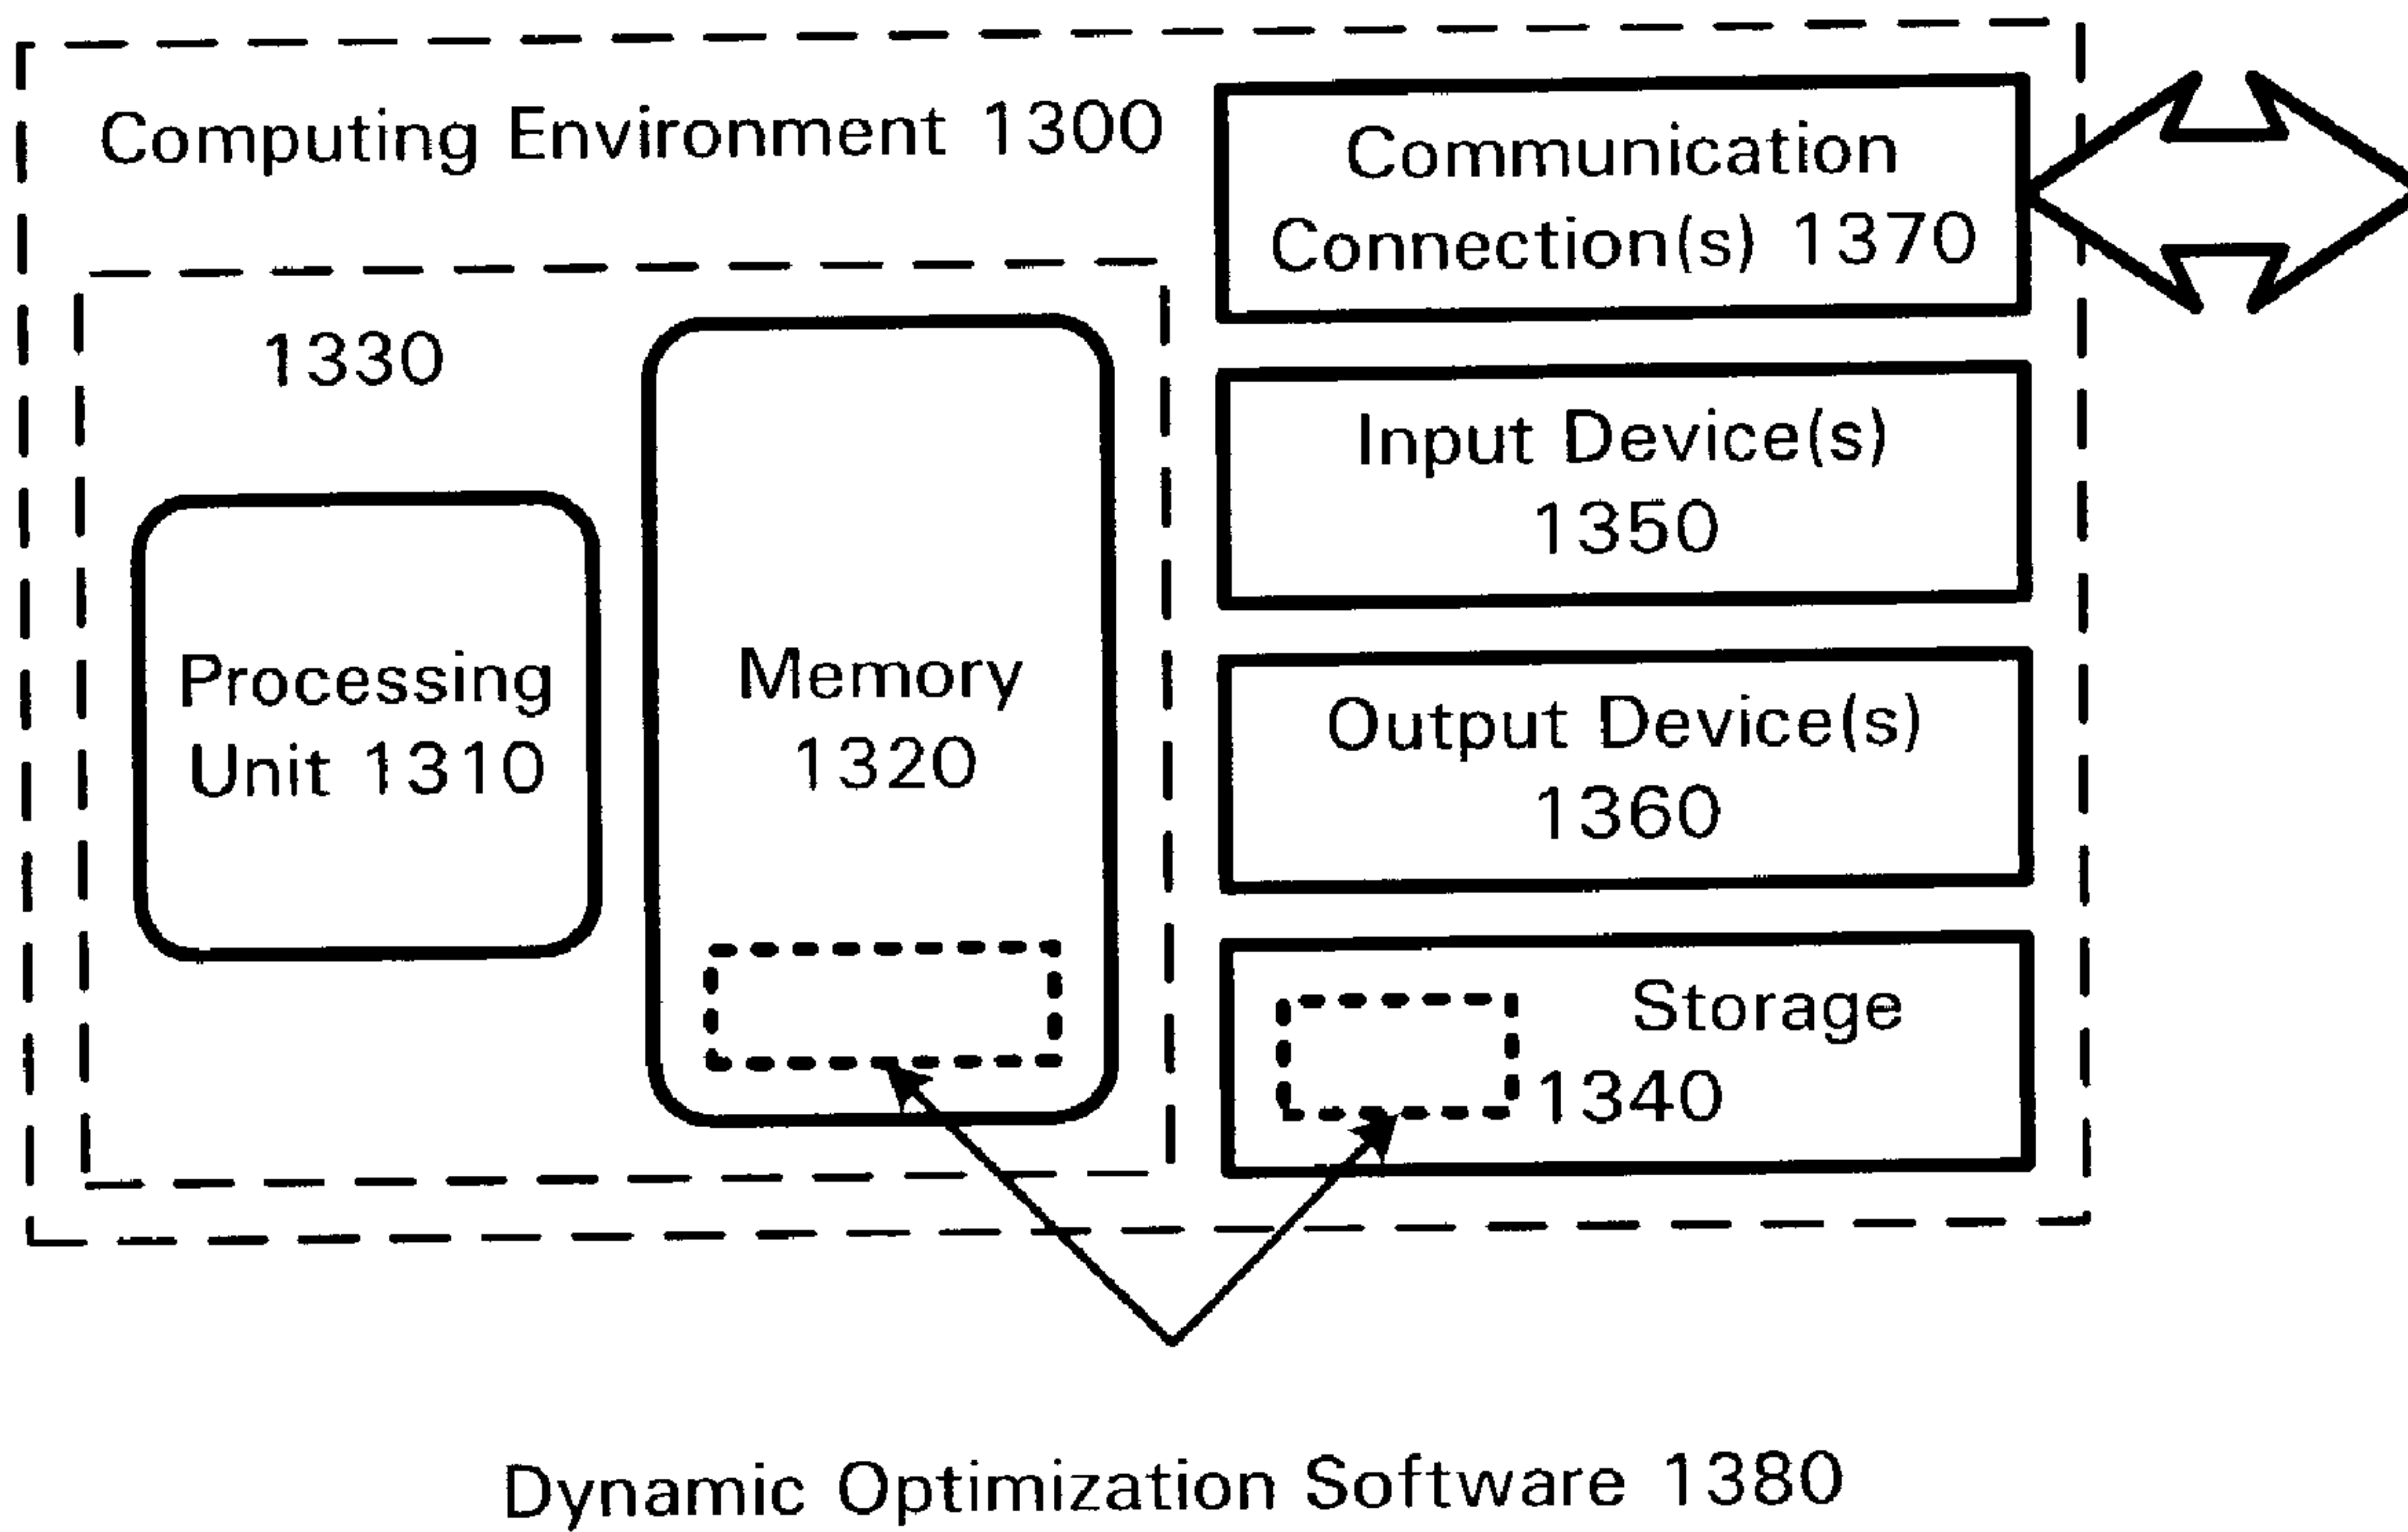 Computing Environment 1300
Communication
Connection(s) 1370
1330
Input Device(s)
1350
Processing
Unit 1310
Memory
1320
Output Device(s)
1360
Storage
1340
Dynamic Optimization Software 1380